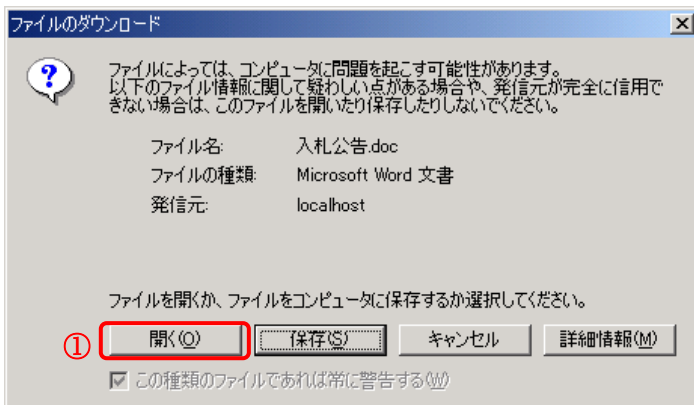 ファイルのダウンロード
ファイルによっては、コンピュータに問題を起こす可能性があります。
以下のファイル情報に関して疑わしい点がある場合や、発信元が完全に信用で
きない場合は、このファイルを開いたり保存したりしないでください。
ファイル名: 入札公告.doc
ファイルの種類: Microsoft Word 文書
発信元: localhost
ファイルを開くか、ファイルをコンピュータに保存するか選択してください。
① 開く(O) 保存(S) キャンセル 詳細情報(M)
この種類のファイルであれば常に警告する(W)